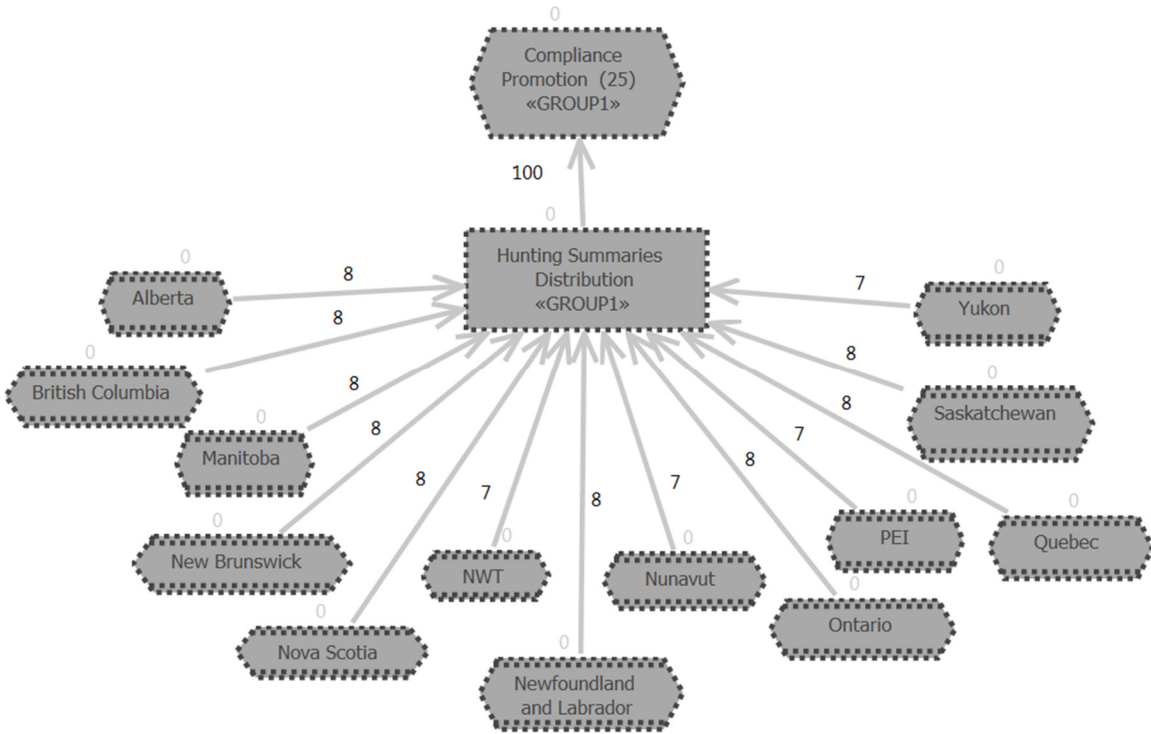 0
Compliance
Promotion (25)
«GROUP1»
100
0
Hunting Summaries
Distribution
«GROUP1»
0
Alberta
8
0
British Columbia
8
0
Manitoba
8
0
New Brunswick
8
0
Nova Scotia
8
0
NWT
7
0
Newfoundland
and Labrador
8
0
Nunavut
7
0
Ontario
8
0
PEI
7
0
Quebec
8
0
Saskatchewan
8
0
Yukon
7